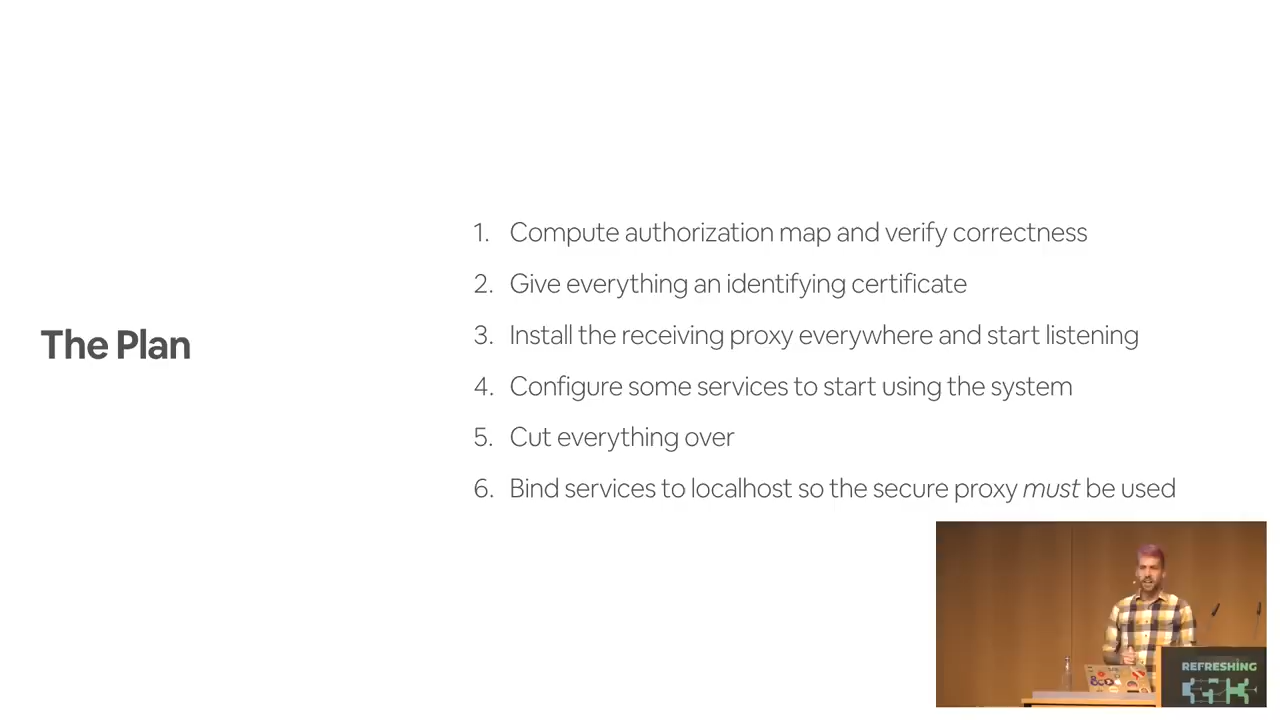 The Plan
1. Compute authorization map and verify correctness
2. Give everything an identifying certificate
3. Install the receiving proxy everywhere and start listening
4. Configure some services to start using the system
5. Cut everything over
6. Bind services to localhost so the secure proxy must be used
REFRESHING